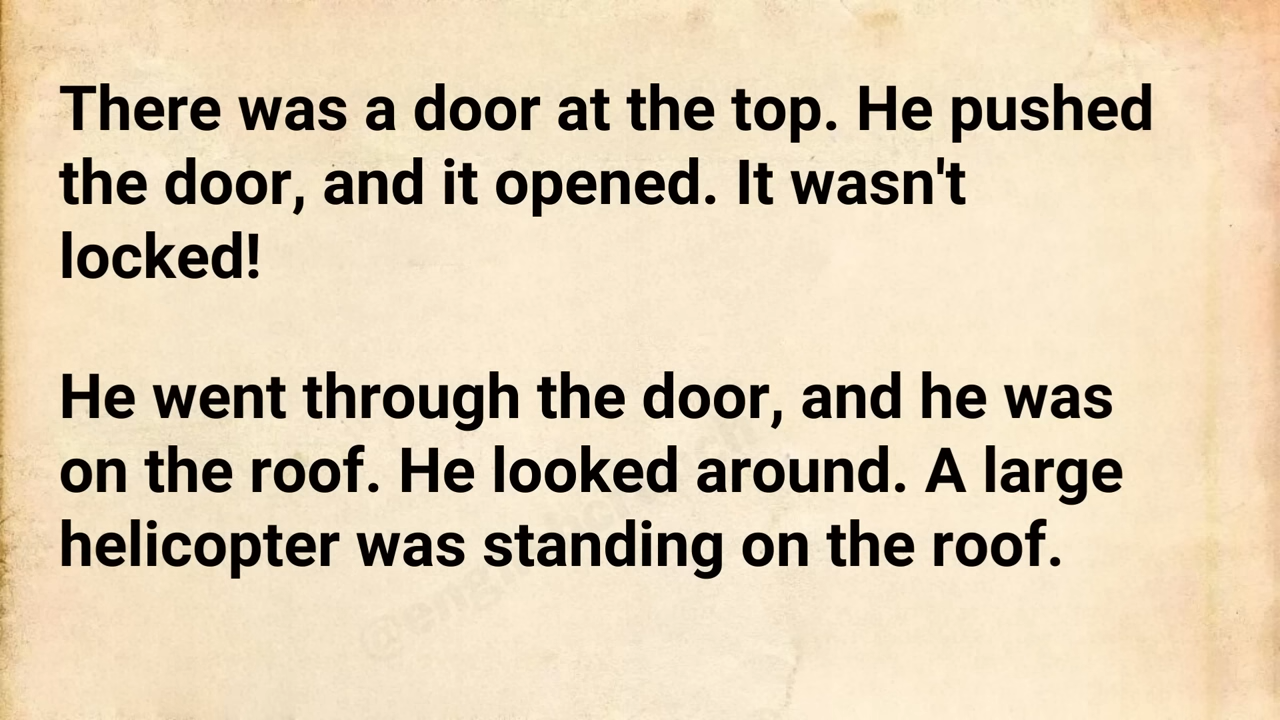 There was a door at the top. He pushed
the door, and it opened. It wasn't
locked!
He went through the door, and he was
on the roof. He looked around. A large
helicopter was standing on the roof.